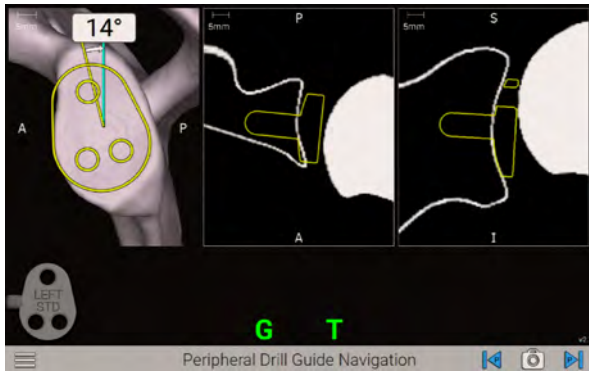 5mm
14°
A
P
5mm
P
A
5mm
S
I
LEFT
STD
G T
v2.
Peripheral Drill Guide Navigation
P
P